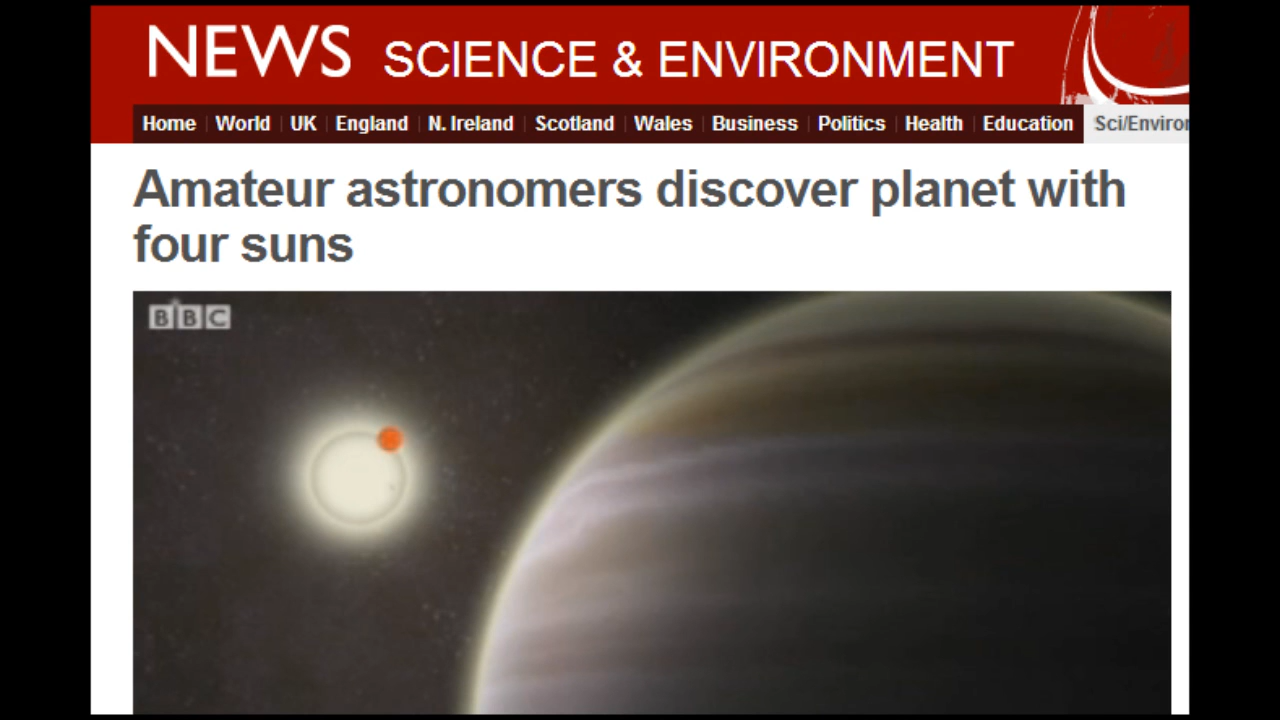 NEWS SCIENCE & ENVIRONMENT
Home World UK England N. Ireland Scotland Wales Business Politics Health Education
Amateur astronomers discover planet with
four suns
BBC